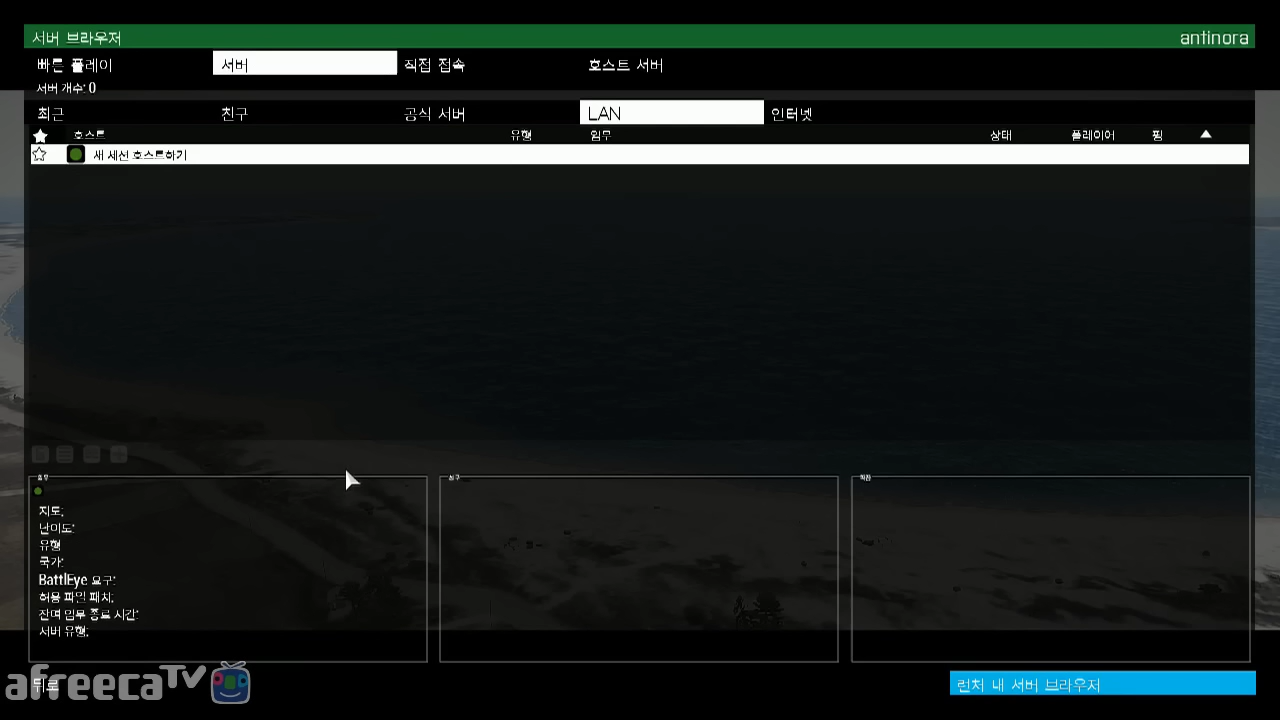 서버 브라우저 antinora
빠른 플레이 서버 직접 접속 호스트 서버
서버 개수: 0
최근 친구 공식 서버 LAN 인터넷
호스트 유형 임무 상태 플레이어 핑
새 세션 호스트하기
지도:
난이도:
유형
국가:
BattlEye 요구:
허용 파일 패치:
잔여 임무 종료 시간:
서버 유형:
afreecaTV
뒤로 런처 내 서버 브라우저